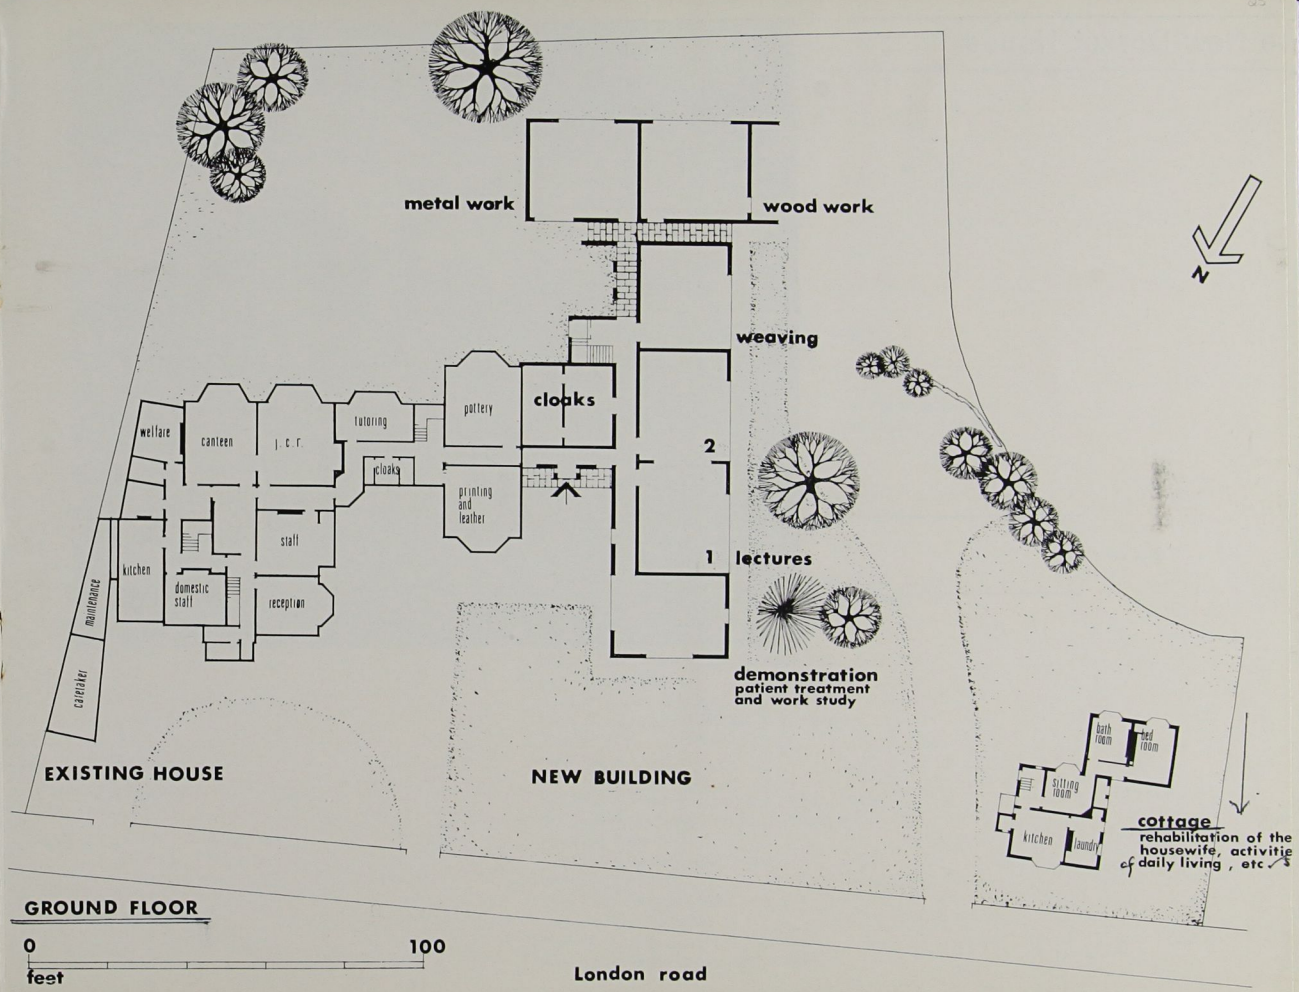 metal work
wood work
N
weaving
pottery
cloaks
tutoring
welfare
canteen
j.c.r.
2
cloaks
printing
and
leather
staff
1 lectures
kitchen
domestic
staff
reception
maintenance
caretaker
demonstration
patient treatment
and work study
EXISTING HOUSE
NEW BUILDING
bath
room
bed
room
sitting
room
kitchen
laundry
cottage
rehabilitation of the
housewife, activities
of daily living, etc.
GROUND FLOOR
0 100
feet
London road